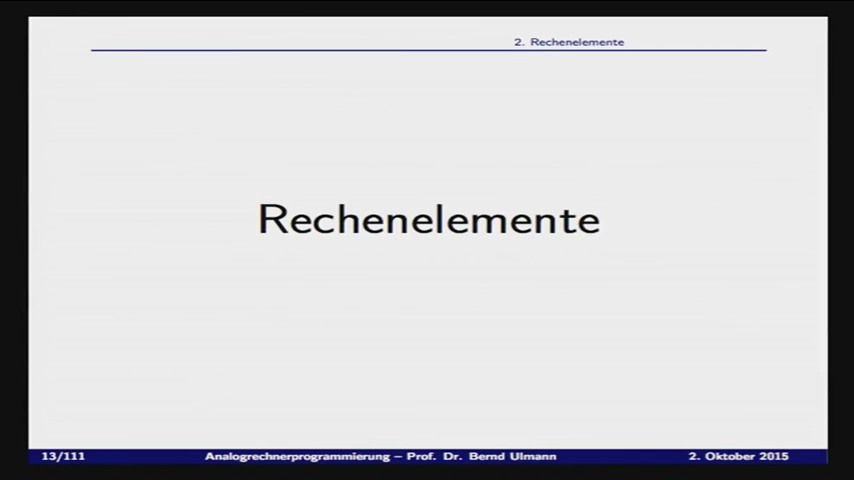 2. Rechenelemente
Rechenelemente
13/111 Analogrechnerprogrammierung – Prof. Dr. Bernd Ulmann 2. Oktober 2015